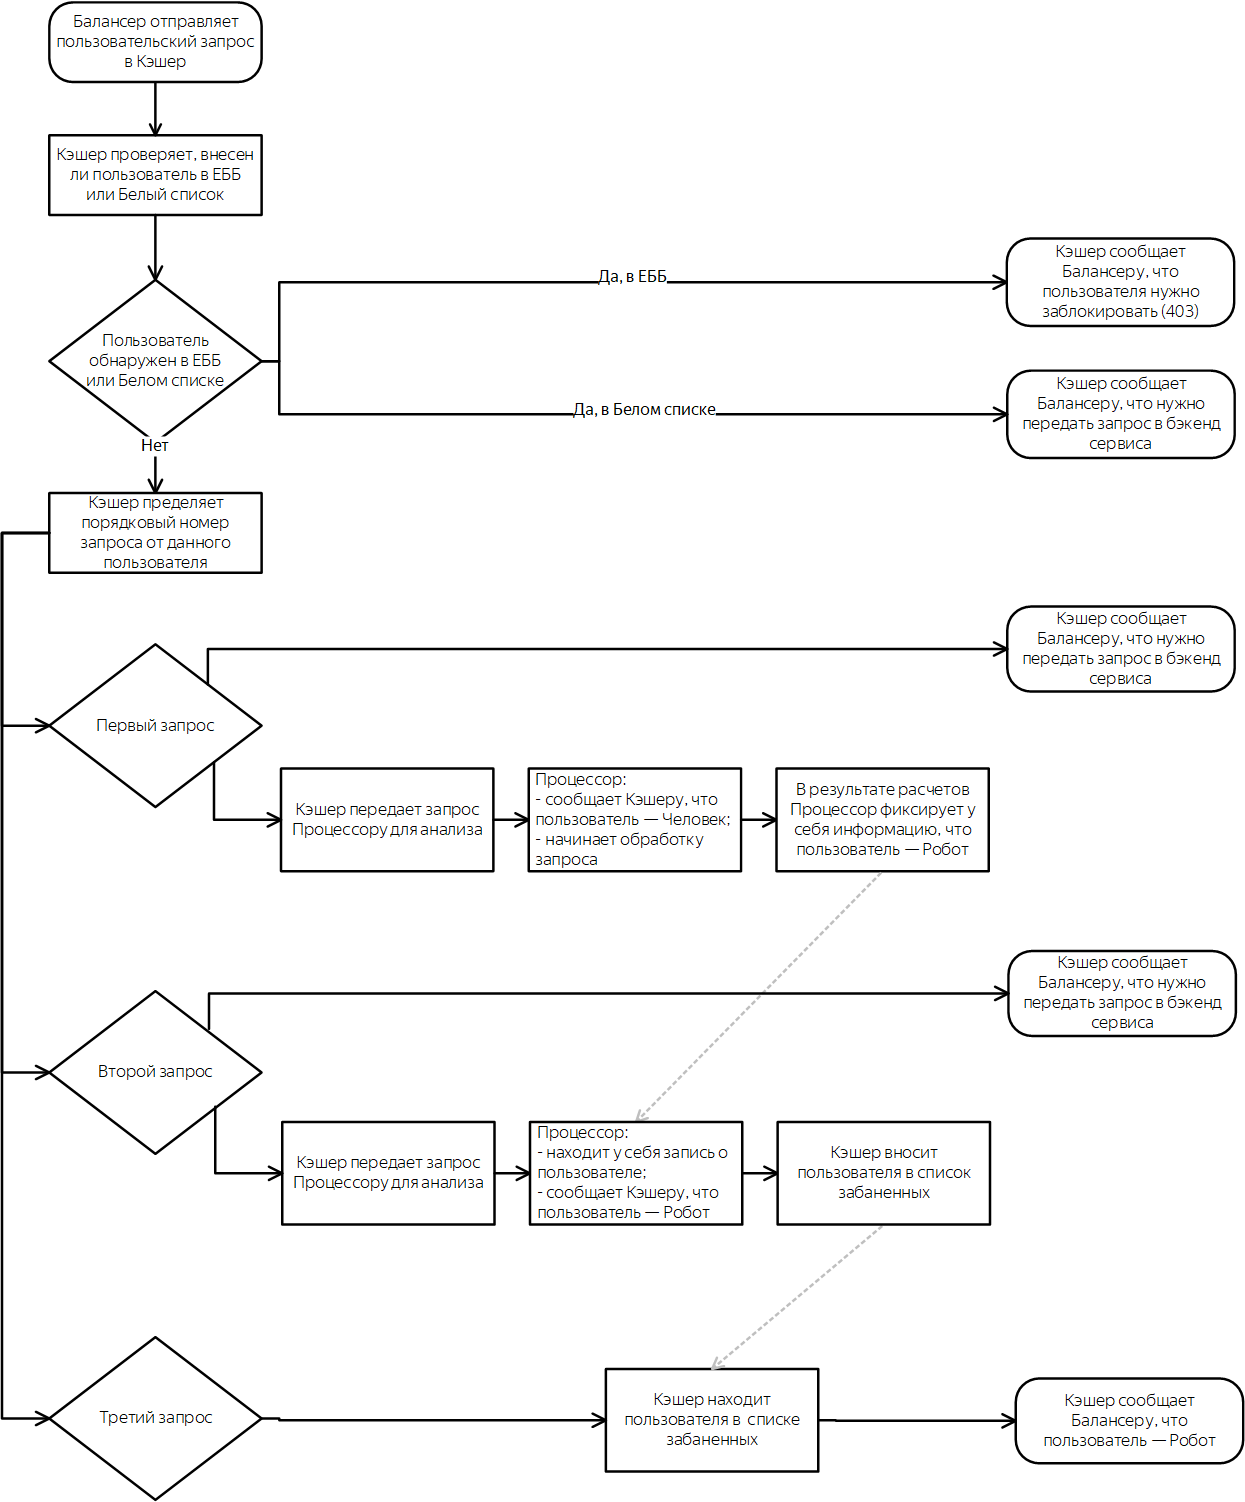 Балансер отправляет
пользовательский запрос
в Кэшер
Кэшер проверяет, внесен
ли пользователь в ЕББ
или Белый список
Да, в ЕББ
Кэшер сообщает
Балансеру, что
пользователя нужно
заблокировать (403)
Пользователь
обнаружен в ЕББ
или Белом списке
Да, в Белом списке
Кэшер сообщает
Балансеру, что нужно
передать запрос в бэкенд
сервиса
Нет
Кэшер пределяет
порядковый номер
запроса от данного
пользователя
Кэшер сообщает
Балансеру, что нужно
передать запрос в бэкенд
сервиса
Первый запрос
Кэшер передает запрос
Процессору для анализа
Процессор:
- сообщает Кэшеру, что
пользователь — Человек;
- начинает обработку
запроса
В результате расчетов
Процессор фиксирует у
себя информацию, что
пользователь — Робот
Кэшер сообщает
Балансеру, что нужно
передать запрос в бэкенд
сервиса
Второй запрос
Кэшер передает запрос
Процессору для анализа
Процессор:
- находит у себя запись о
пользователе;
- сообщает Кэшеру, что
пользователь — Робот
Кэшер вносит
пользователя в список
забаненных
Третий запрос
Кэшер находит
пользователя в списке
забаненных
Кэшер сообщает
Балансеру, что
пользователь — Робот